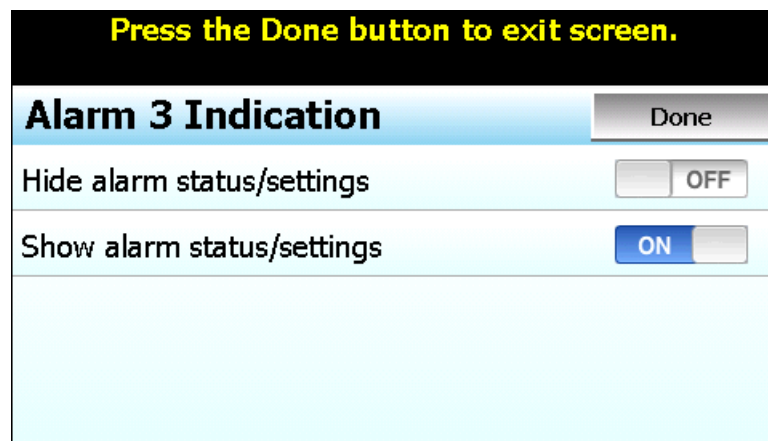 Press the Done button to exit screen.
Alarm 3 Indication
Done
Hide alarm status/settings
OFF
Show alarm status/settings
ON